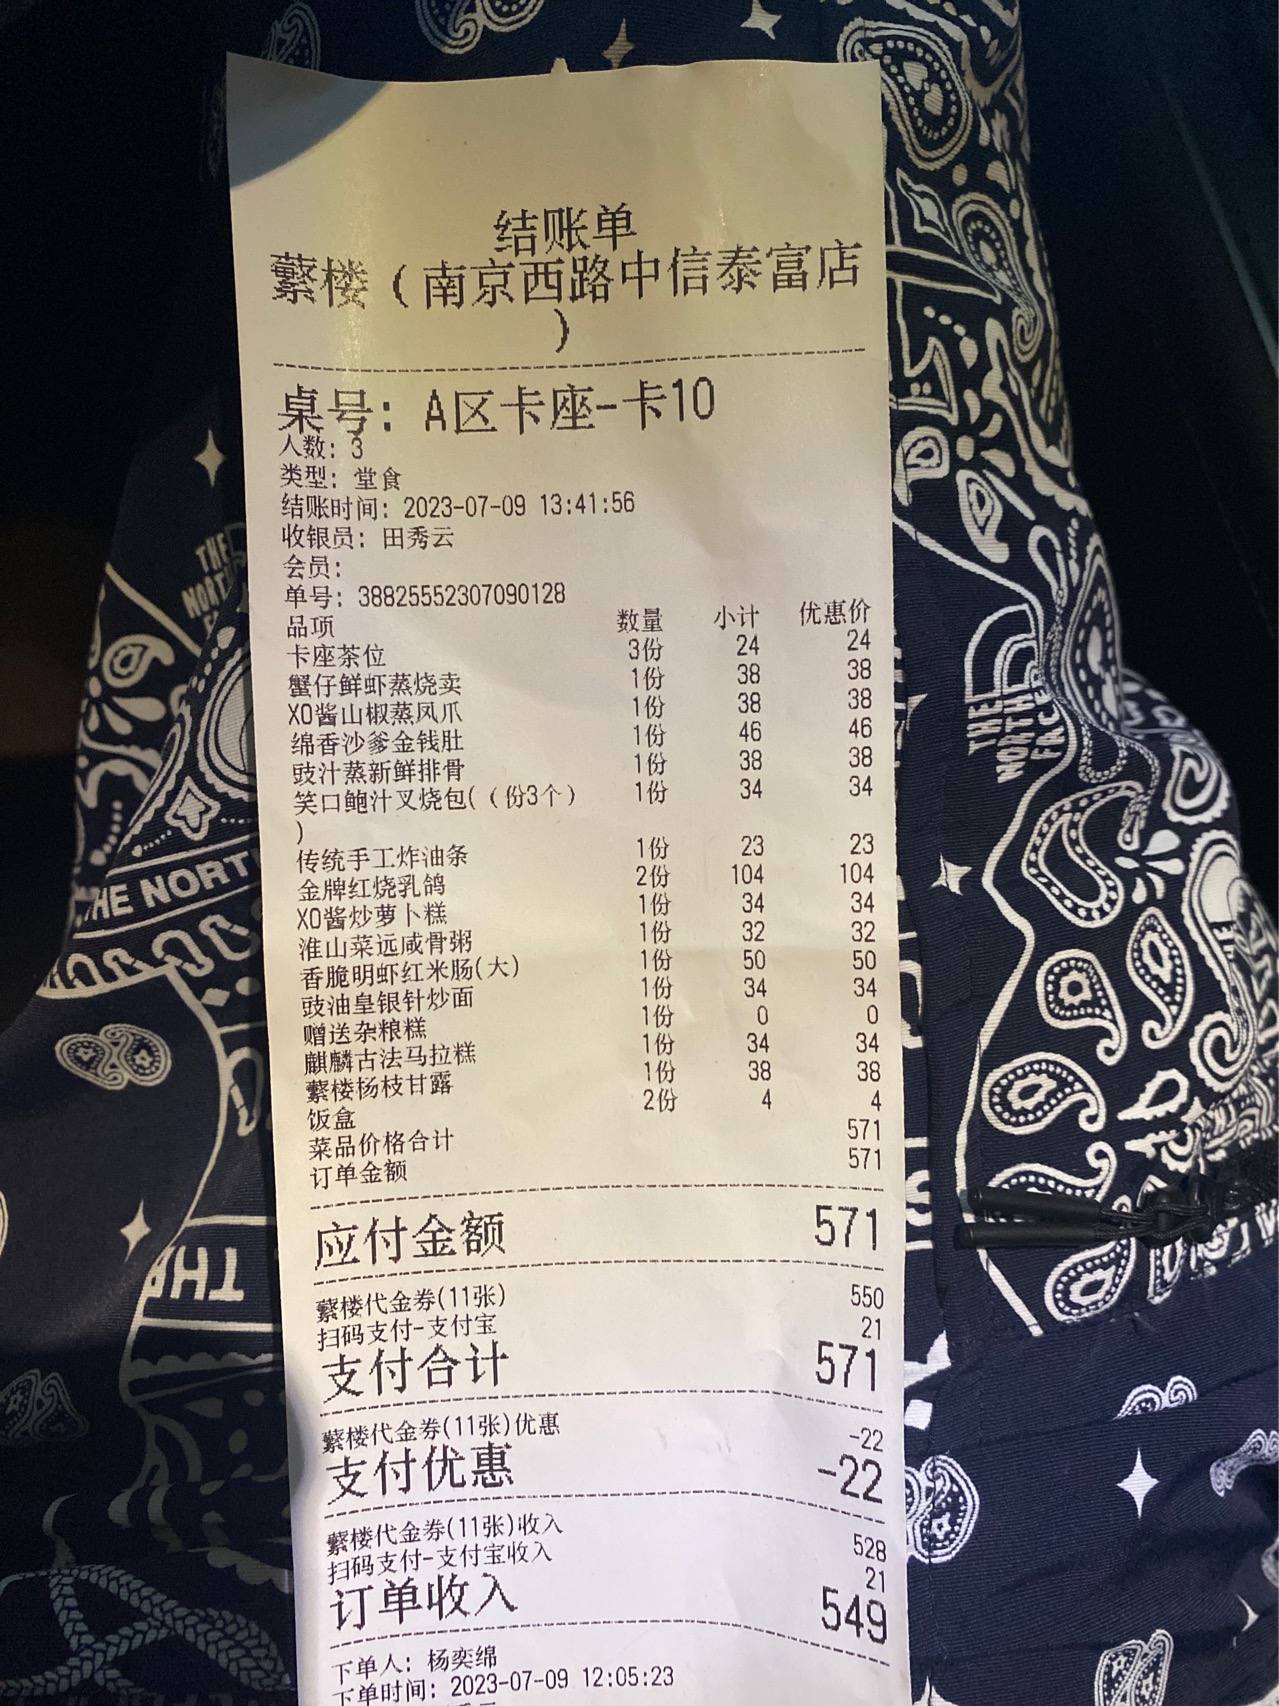 结账单
蘩楼（南京西路中信泰富店
）
桌号: A区卡座-卡10
人数: 3
类型: 堂食
结账时间: 2023-07-09 13:41:56
收银员: 田秀云
会员:
单号: 38825552307090128
品项 数量 小计 优惠价
卡座茶位 3份 24 24
蟹仔鲜虾蒸烧卖 1份 38 38
XO酱山椒蒸凤爪 1份 38 38
绵香沙爹金钱肚 1份 46 46
豉汁蒸新鲜排骨 1份 38 38
笑口鲍汁叉烧包(（份3个） 1份 34 34
)
传统手工炸油条 1份 23 23
金牌红烧乳鸽 2份 104 104
XO酱炒萝卜糕 1份 34 34
淮山菜远咸骨粥 1份 32 32
香脆明虾红米肠(大) 1份 50 50
豉油皇银针炒面 1份 34 34
赠送杂粮糕 1份 0 0
麒麟古法马拉糕 1份 34 34
蘩楼杨枝甘露 1份 38 38
饭盒 2份 4 4
菜品价格合计 571
订单金额 571
应付金额 571
蘩楼代金券(11张) 550
扫码支付-支付宝 21
支付合计 571
蘩楼代金券(11张)优惠 -22
支付优惠 -22
蘩楼代金券(11张)收入 528
扫码支付-支付宝收入 21
订单收入 549
下单人: 杨奕绵
下单时间: 2023-07-09 12:05:23
THE
NORTH
FACE
THE NORTH
THE